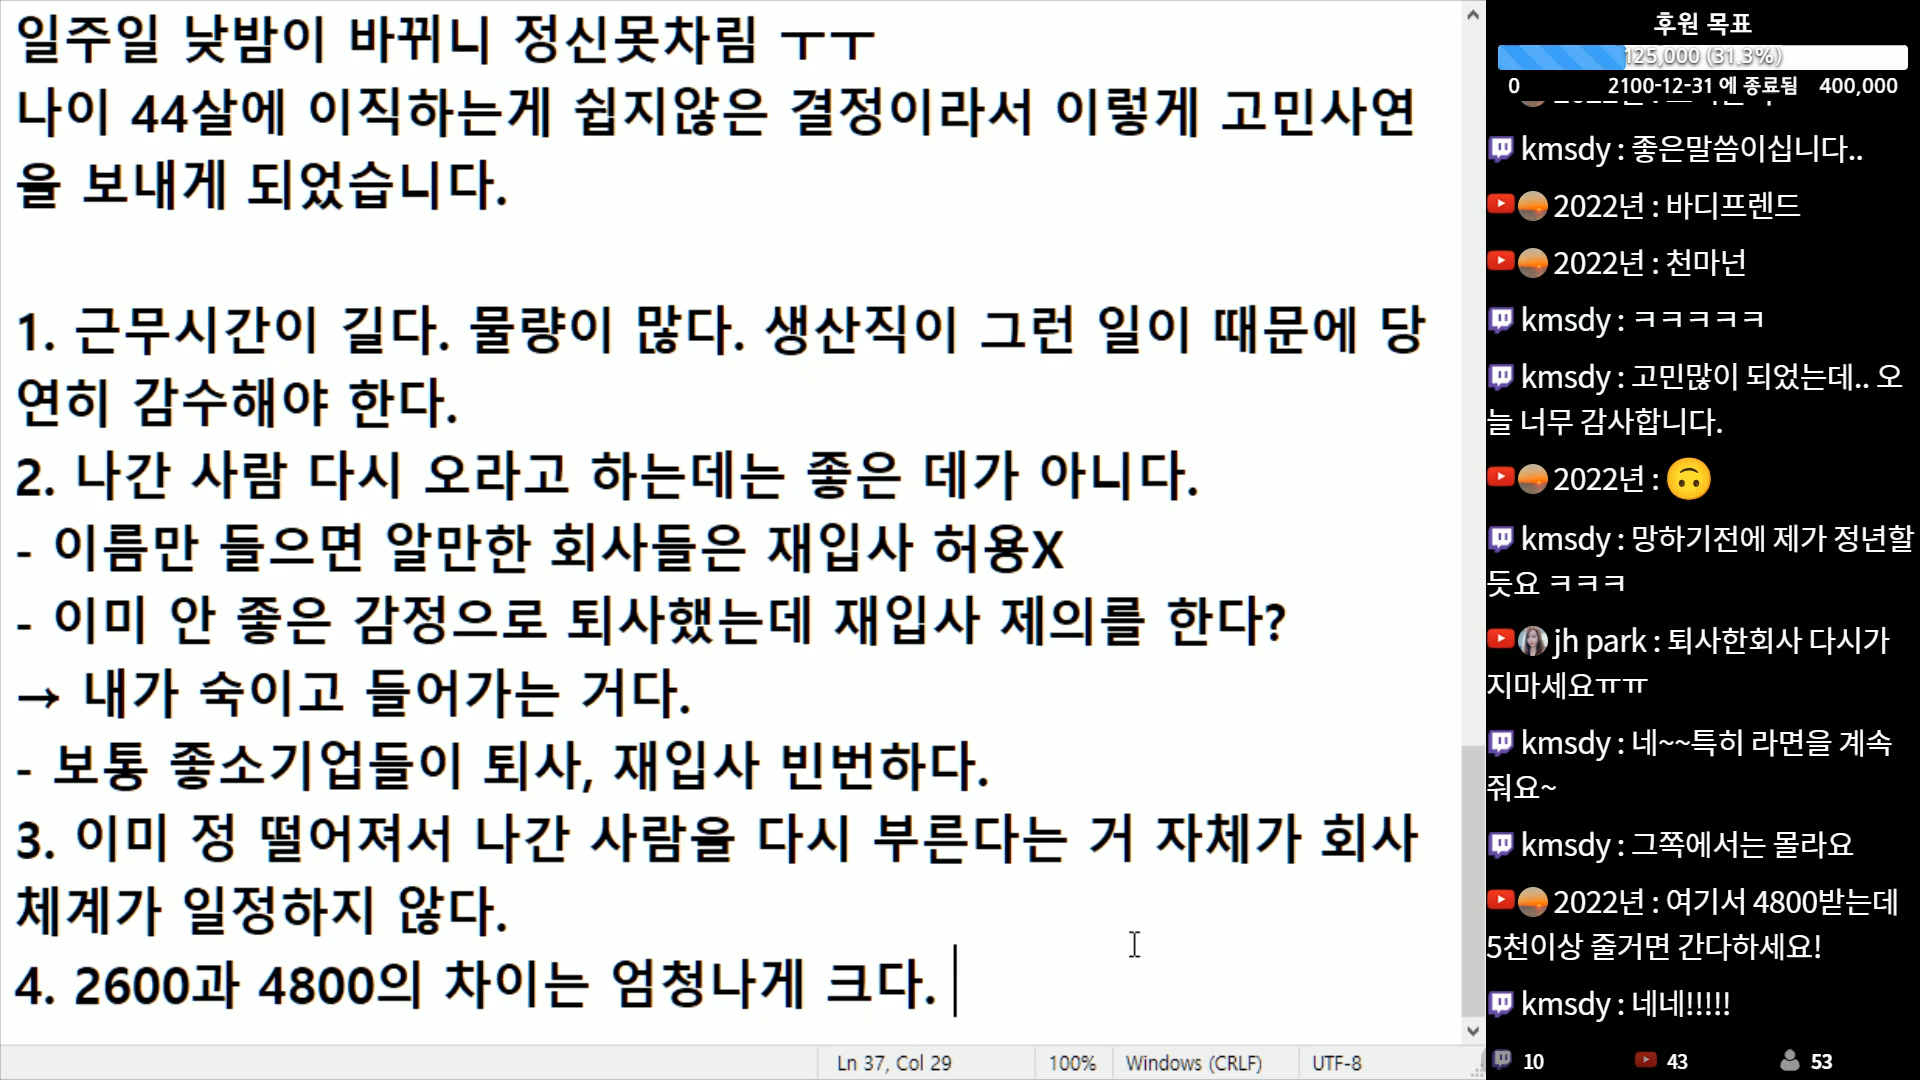 일주일 낮밤이 바뀌니 정신못차림 ㅜㅜ
나이 44살에 이직하는게 쉽지않은 결정이라서 이렇게 고민사연
을 보내게 되었습니다.
1. 근무시간이 길다. 물량이 많다. 생산직이 그런 일이 때문에 당
연히 감수해야 한다.
2. 나간 사람 다시 오라고 하는데는 좋은 데가 아니다.
- 이름만 들으면 알만한 회사들은 재입사 허용X
- 이미 안 좋은 감정으로 퇴사했는데 재입사 제의를 한다?
→ 내가 숙이고 들어가는 거다.
- 보통 좋소기업들이 퇴사, 재입사 빈번하다.
3. 이미 정 떨어져서 나간 사람을 다시 부른다는 거 자체가 회사
체계가 일정하지 않다.
4. 2600과 4800의 차이는 엄청나게 크다.
Ln 37, Col 29
100%
Windows (CRLF)
UTF-8
후원 목표
125,000 (31.3%)
0 2100-12-31 에 종료됨 400,000
kmsdy : 좋은말씀이십니다..
2022년 : 바디프렌드
2022년 : 천마넌
kmsdy : ㅋㅋㅋㅋㅋ
kmsdy : 고민많이 되었는데.. 오
늘 너무 감사합니다.
2022년 : 🙃
kmsdy : 망하기전에 제가 정년할
듯요 ㅋㅋㅋ
jh park : 퇴사한회사 다시가
지마세요ㅠㅠ
kmsdy : 네~~특히 라면을 계속
줘요~
kmsdy : 그쪽에서는 몰라요
2022년 : 여기서 4800받는데
5천이상 줄거면 간다하세요!
kmsdy : 네네!!!!!
10 43 53